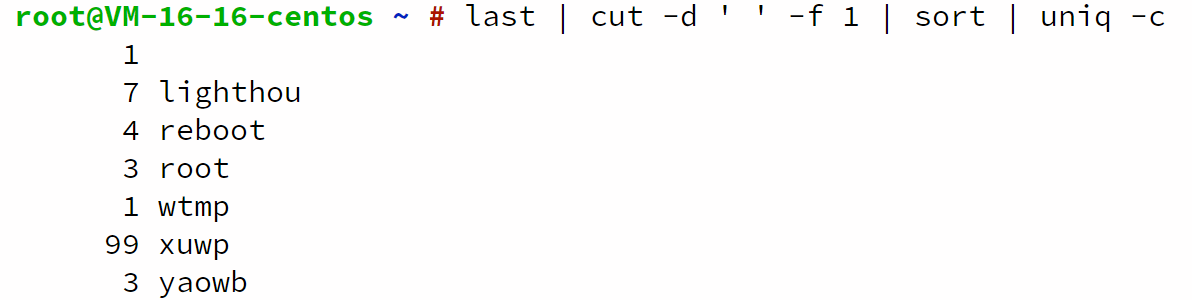 root@VM-16-16-centos ~ # last | cut -d ' ' -f 1 | sort | uniq -c
1
7 lighthou
4 reboot
3 root
1 wtmp
99 xuwp
3 yaowb